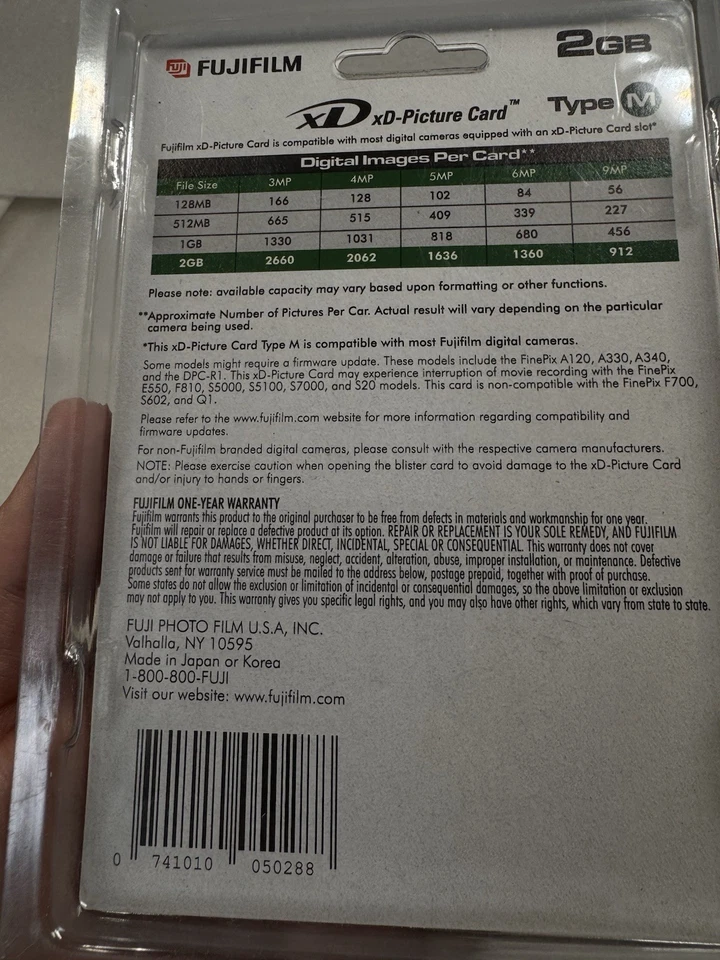 FUJI FUJIFILM
2GB
xD xD-Picture Card™ Type M
Fujifilm xD-Picture Card is compatible with most digital cameras equipped with an xD-Picture Card slot*
Digital Images Per Card**
File Size 3MP 4MP 5MP 6MP 9MP
128MB 166 128 102 84 56
512MB 665 515 409 339 227
1GB 1330 1031 818 680 456
2GB 2660 2062 1636 1360 912
Please note: available capacity may vary based upon formatting or other functions.
**Approximate Number of Pictures Per Car. Actual result will vary depending on the particular
camera being used.
*This xD-Picture Card Type M is compatible with most Fujifilm digital cameras.
Some models might require a firmware update. These models include the FinePix A120, A330, A340,
and the DPC-R1. This xD-Picture Card may experience interruption of movie recording with the FinePix
E550, F810, S5000, S5100, S7000, and S20 models. This card is non-compatible with the FinePix F700,
S602, and Q1.
Please refer to the www.fujifilm.com website for more information regarding compatibility and
firmware updates.
For non-Fujifilm branded digital cameras, please consult with the respective camera manufacturers.
NOTE: Please exercise caution when opening the blister card to avoid damage to the xD-Picture Card
and/or injury to hands or fingers.
FUJIFILM ONE-YEAR WARRANTY
Fujifilm warrants this product to the original purchaser to be free from defects in materials and workmanship for one year.
Fujifilm will repair or replace a defective product at its option. REPAIR OR REPLACEMENT IS YOUR SOLE REMEDY, AND FUJIFILM
IS NOT LIABLE FOR DAMAGES, WHETHER DIRECT, INCIDENTAL, SPECIAL OR CONSEQUENTIAL. This warranty does not cover
damage or failure that results from misuse, neglect, accident, alteration, abuse, improper installation, or maintenance. Defective
products sent for warranty service must be mailed to the address below, postage prepaid, together with proof of purchase.
Some states do not allow the exclusion or limitation of incidental or consequential damages, so the above limitation or exclusion
may not apply to you. This warranty gives you specific legal rights, and you may also have other rights, which vary from state to state.
FUJI PHOTO FILM U.S.A, INC.
Valhalla, NY 10595
Made in Japan or Korea
1-800-800-FUJI
Visit our website: www.fujifilm.com
0 741010 050288